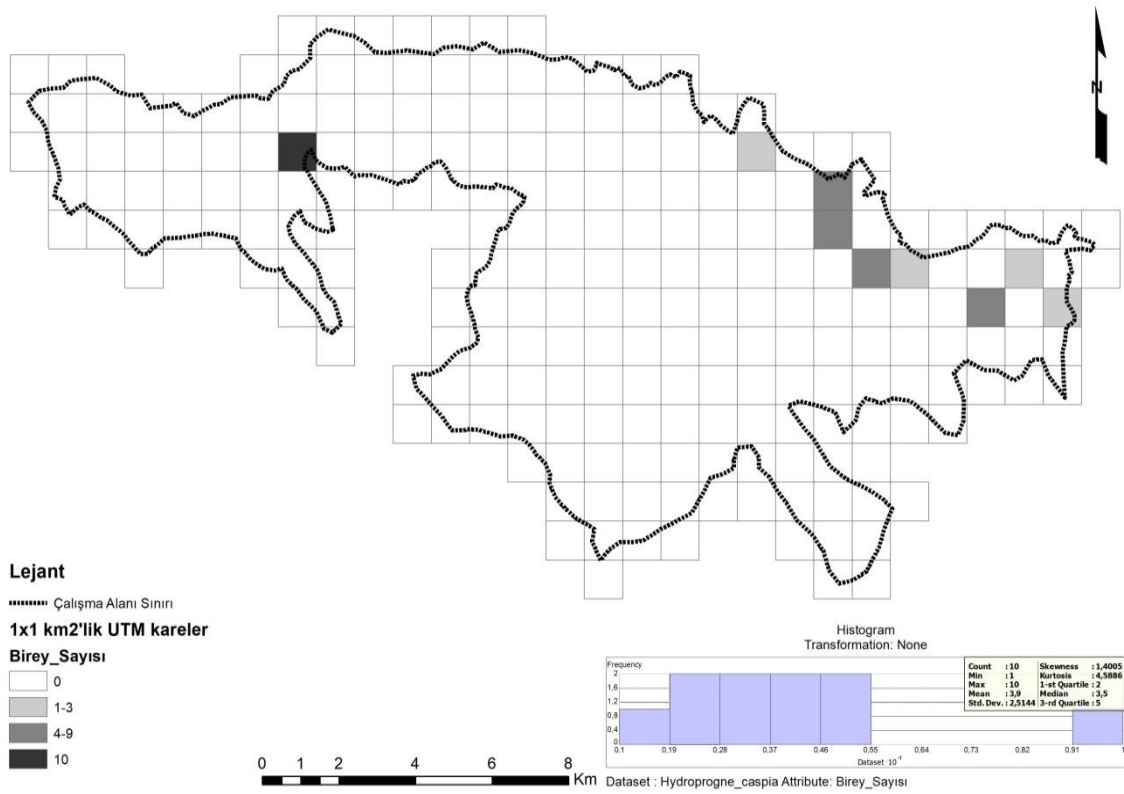 N
Lejant
Çalışma Alanı Sınırı
1x1 km2'lik UTM kareler
Birey_Sayısı
0
1-3
4-9
10
0 1 2 4 6 8
Km
Histogram
Transformation: None
Frequency
2
1,6
1,2
0,8
0,4
0
0,1 0,19 0,28 0,37 0,46 0,55 0,64 0,73 0,82 0,91 1
Dataset 10⁻¹
Count : 10 Skewness : 1,4005
Min : 1 Kurtosis : 4,5886
Max : 10 1-st Quartile : 2
Mean : 3,9 Median : 3,5
Std. Dev. : 2,5144 3-rd Quartile : 5
Dataset : Hydroprogne_caspia Attribute: Birey_Sayısı